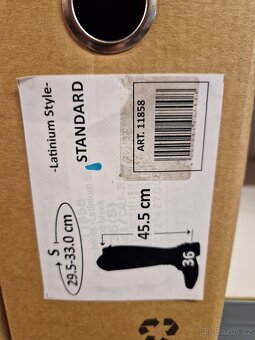 -Latinium Style-
STANDARD
ART. 11858
S
29.5-33.0 cm
45.5 cm
36